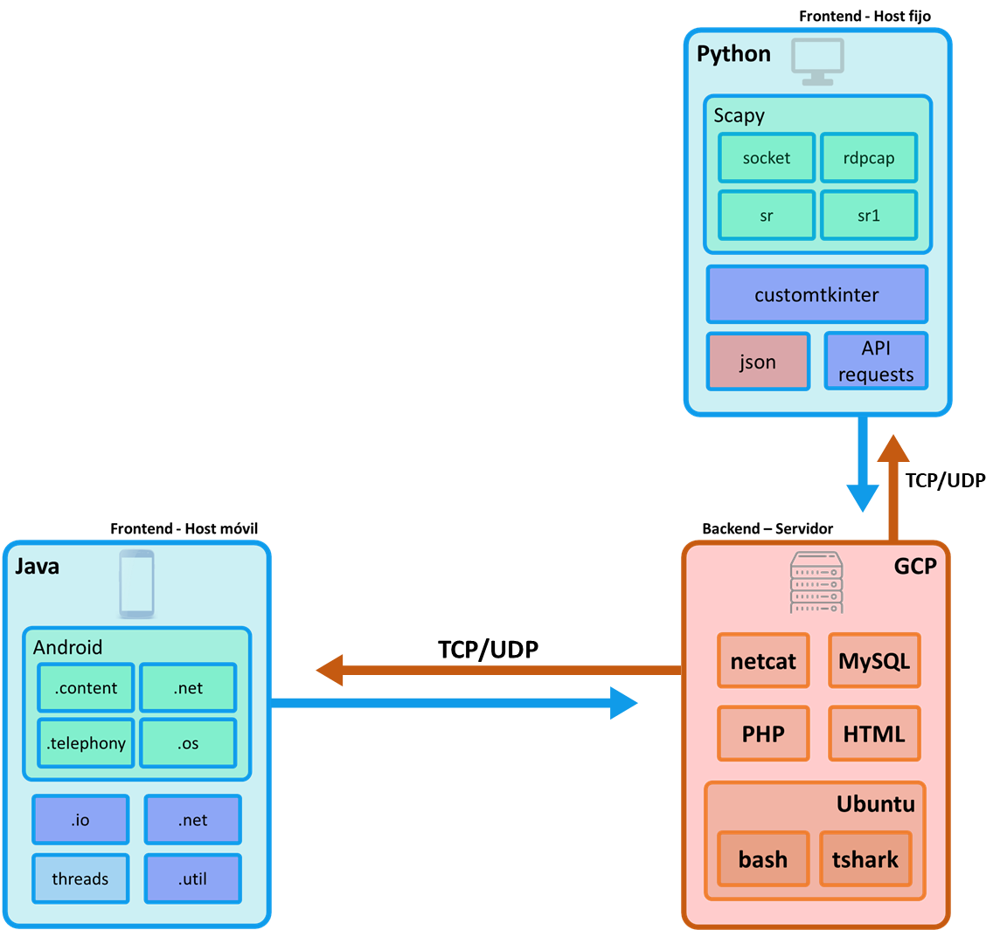 Frontend - Host fijo
Python
Scapy
socket
rdpcap
sr
sr1
customtkinter
json
API
requests
TCP/UDP
Frontend - Host móvil
Java
Android
.content
.net
.telephony
.os
.io
.net
threads
.util
TCP/UDP
Backend – Servidor
GCP
netcat
MySQL
PHP
HTML
Ubuntu
bash
tshark